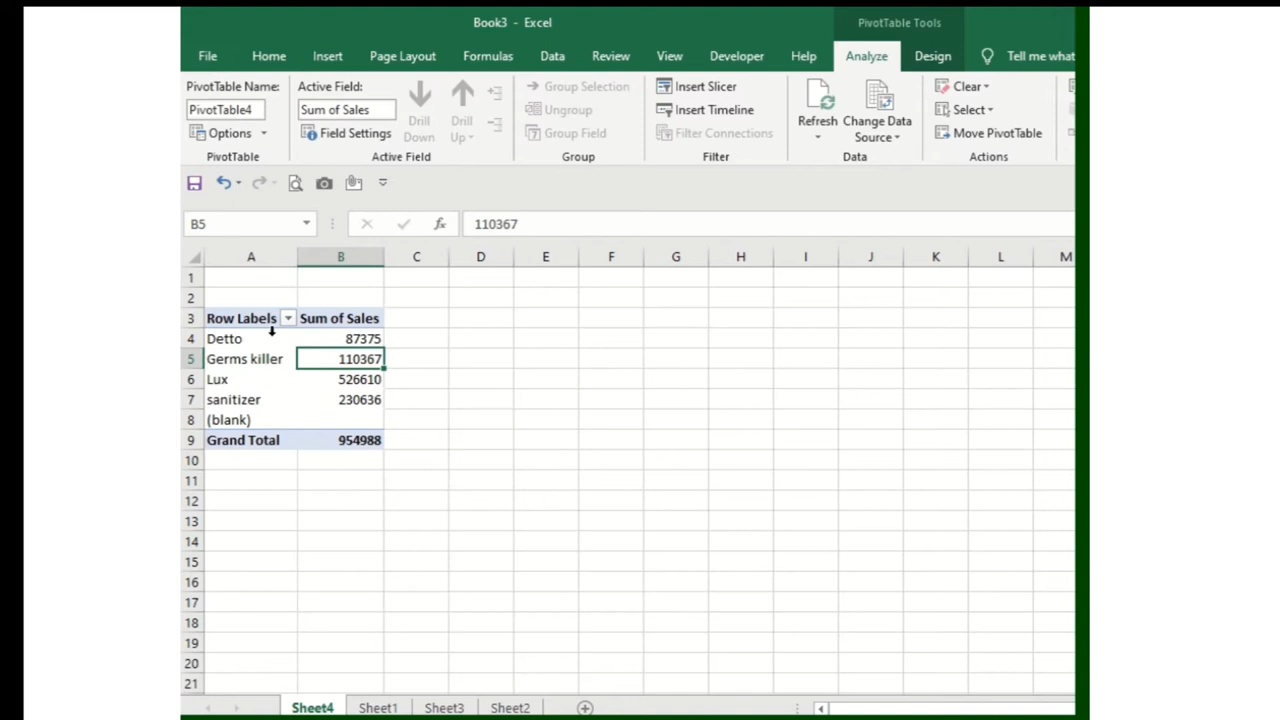 Book3 - Excel
PivotTable Tools
File Home Insert Page Layout Formulas Data Review View Developer Help Analyze Design Tell me what
PivotTable Name:
PivotTable4
Options
PivotTable
Active Field:
Sum of Sales
Field Settings
Drill Down
Drill Up
Active Field
Group Selection
Ungroup
Group Field
Group
Insert Slicer
Insert Timeline
Filter Connections
Filter
Refresh
Change Data Source
Data
Clear
Select
Move PivotTable
Actions
B5 fx 110367
A B C D E F G H I J K L M
1
2
3 Row Labels Sum of Sales
4 Detto 87375
5 Germs killer 110367
6 Lux 526610
7 sanitizer 230636
8 (blank)
9 Grand Total 954988
10
11
12
13
14
15
16
17
18
19
20
21
Sheet4 Sheet1 Sheet3 Sheet2